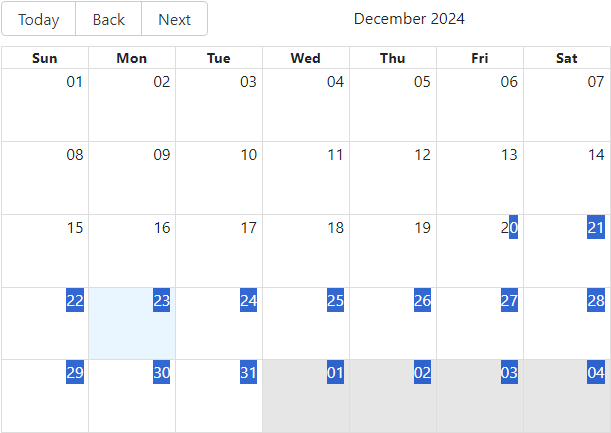 Today Back Next December 2024
Sun Mon Tue Wed Thu Fri Sat
01 02 03 04 05 06 07
08 09 10 11 12 13 14
15 16 17 18 19 20 21
22 23 24 25 26 27 28
29 30 31 01 02 03 04